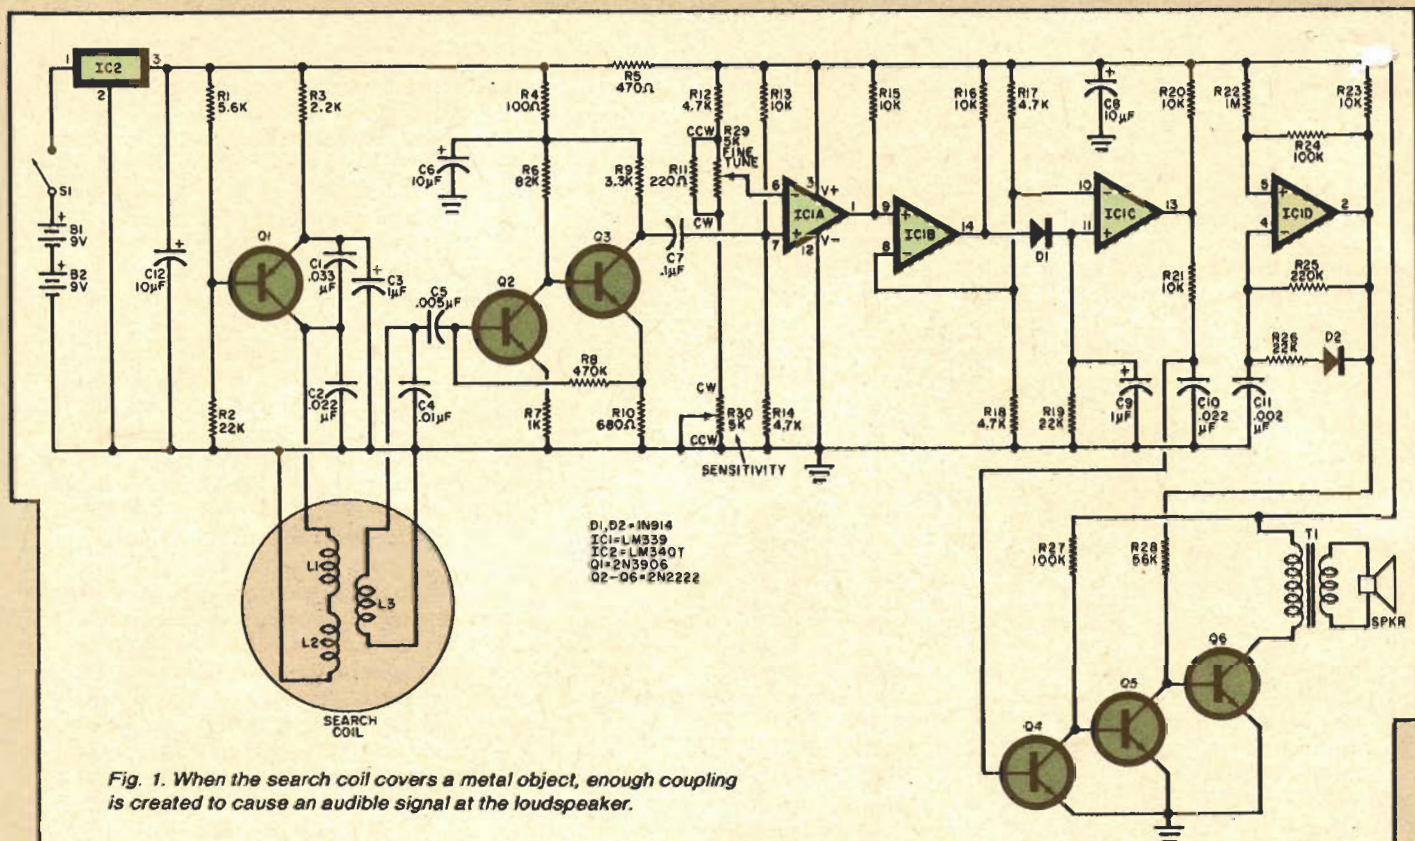 1
IC2
3
2
S1
B1
9V
B2
9V
C12
10µF
R1
5.6K
R2
22K
R3
2.2K
Q1
C1
.033
µF
C3
1µF
C2
.022
µF
C4
.01µF
C5
.005µF
R4
100Ω
R5
470Ω
C6
10µF
R6
82K
R9
3.3K
Q3
Q2
R8
470K
R7
1K
R10
680Ω
C7
.1µF
R12
4.7K
CCW
R29
5K
FINE
TUNE
R11
220Ω
CW
R13
10K
6
3
V+
IC1A
1
7
12
V-
CW
R30
5K
CCW
SENSITIVITY
R14
4.7K
R15
10K
9
IC1B
14
8
R16
10K
R17
4.7K
D1
R18
4.7K
R19
22K
C8
10µF
10
IC1C
13
11
R20
10K
R21
10K
C9
1µF
C10
.022
µF
R22
1M
R23
10K
R24
100K
5
IC1D
2
4
R25
220K
R26
22K
D2
C11
.002
µF
L1
L2
L3
SEARCH
COIL
D1,D2=1N914
IC1=LM339
IC2=LM340T
Q1=2N3906
Q2-Q6=2N2222
R27
100K
R28
56K
T1
SPKR
Q6
Q5
Q4
Fig. 1. When the search coil covers a metal object, enough coupling
is created to cause an audible signal at the loudspeaker.